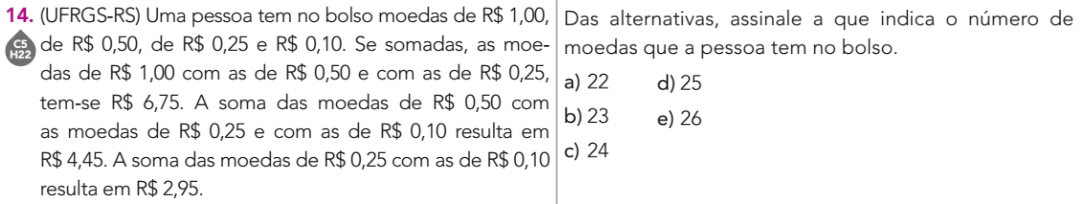 14. (UFRGS-RS) Uma pessoa tem no bolso moedas de R$ 1,00,
C5
H22
de R$ 0,50, de R$ 0,25 e R$ 0,10. Se somadas, as moe-
das de R$ 1,00 com as de R$ 0,50 e com as de R$ 0,25,
tem-se R$ 6,75. A soma das moedas de R$ 0,50 com
as moedas de R$ 0,25 e com as de R$ 0,10 resulta em
R$ 4,45. A soma das moedas de R$ 0,25 com as de R$ 0,10
resulta em R$ 2,95.
Das alternativas, assinale a que indica o número de
moedas que a pessoa tem no bolso.
a) 22 d) 25
b) 23 e) 26
c) 24